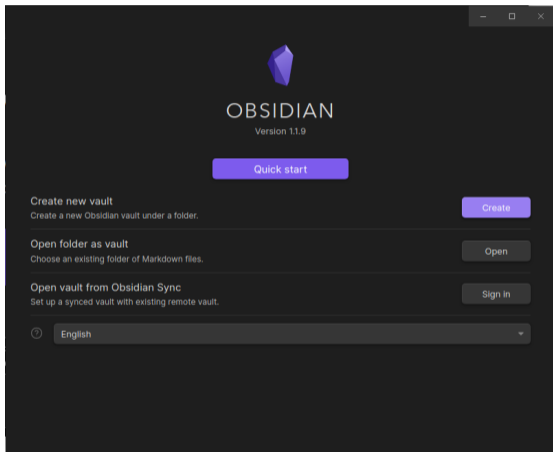 OBSIDIAN
Version 1.1.9
Quick start
Create new vault
Create a new Obsidian vault under a folder.
Create
Open folder as vault
Choose an existing folder of Markdown files.
Open
Open vault from Obsidian Sync
Set up a synced vault with existing remote vault.
Sign in
English